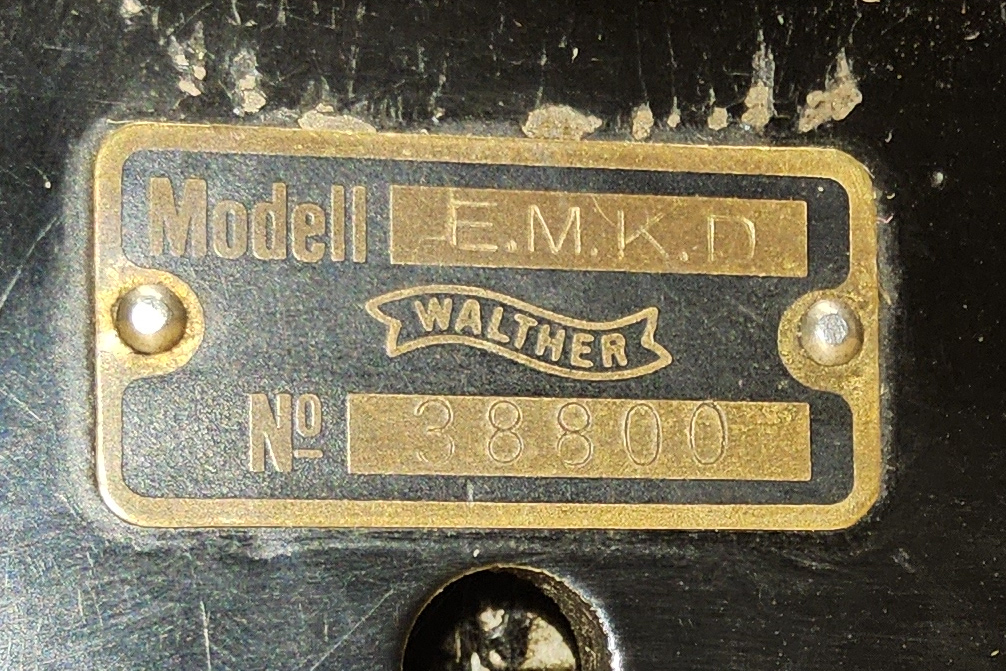 Modell E.M.K.D
WALTHER
Nº 38800